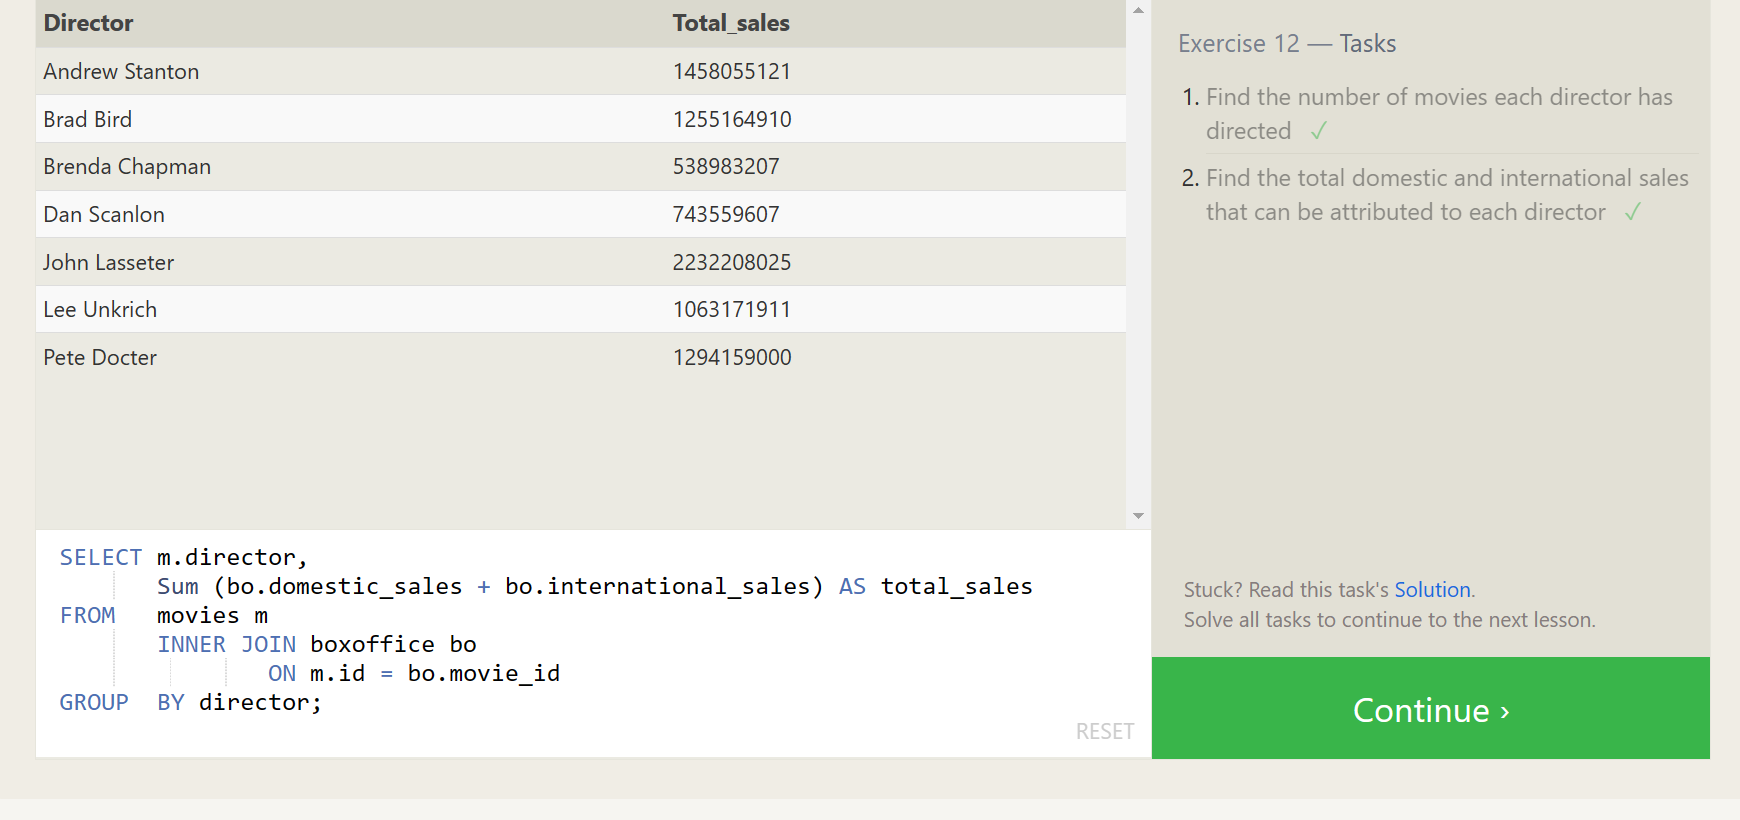 Director Total_sales
Andrew Stanton 1458055121
Brad Bird 1255164910
Brenda Chapman 538983207
Dan Scanlon 743559607
John Lasseter 2232208025
Lee Unkrich 1063171911
Pete Docter 1294159000
SELECT m.director,
Sum (bo.domestic_sales + bo.international_sales) AS total_sales
FROM movies m
INNER JOIN boxoffice bo
ON m.id = bo.movie_id
GROUP BY director;
RESET
Exercise 12 — Tasks
1. Find the number of movies each director has
directed ✓
2. Find the total domestic and international sales
that can be attributed to each director ✓
Stuck? Read this task's Solution.
Solve all tasks to continue to the next lesson.
Continue ›